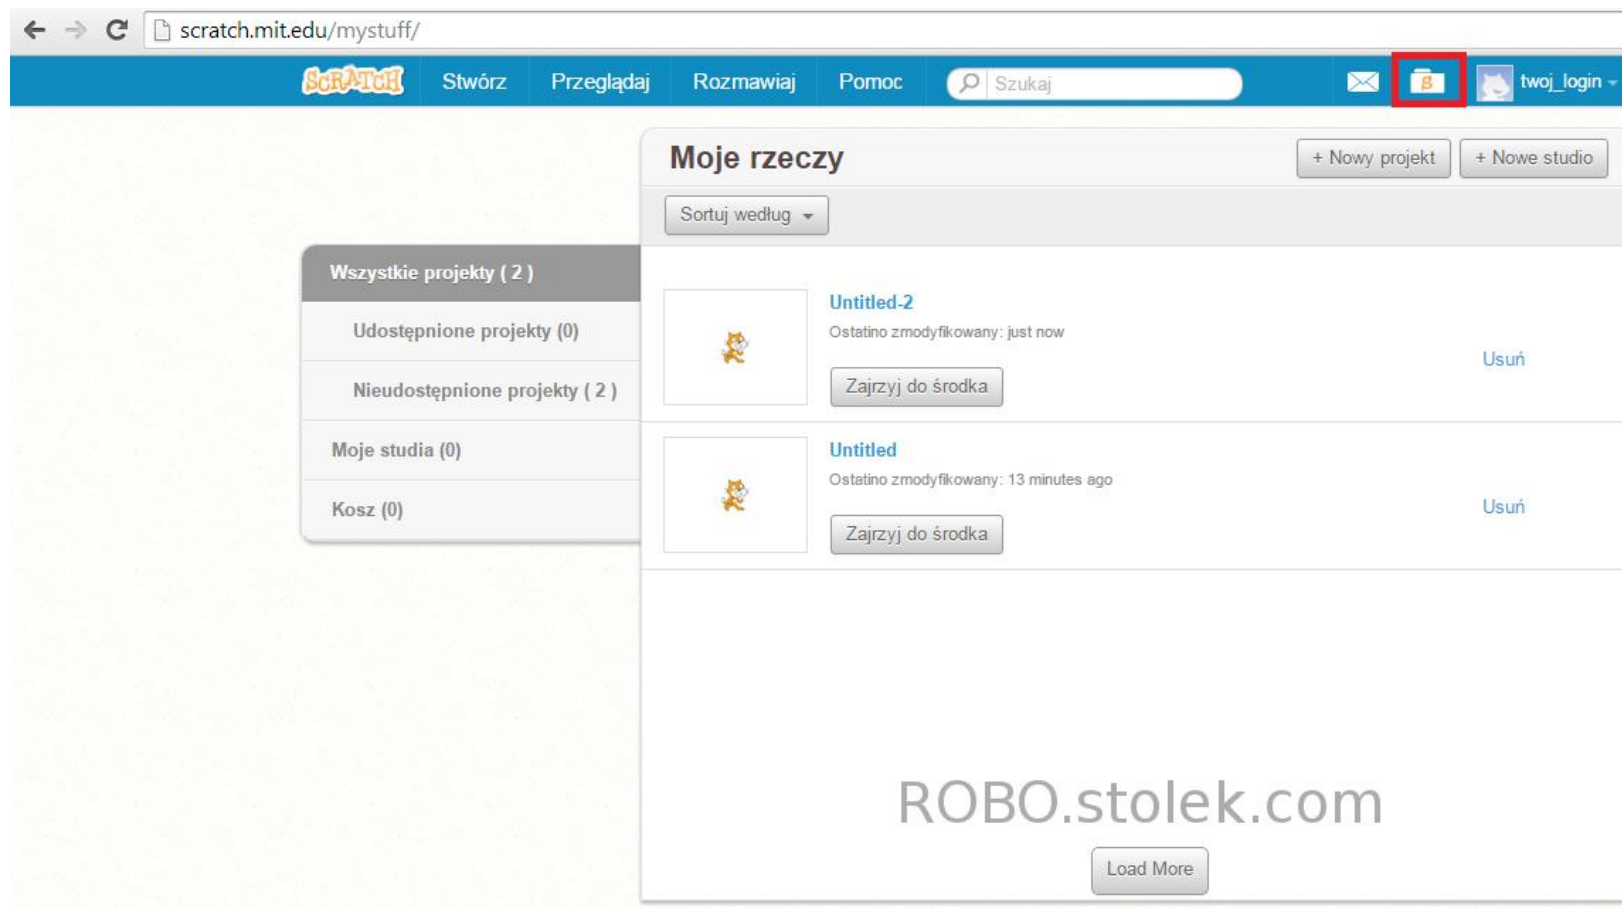 scratch.mit.edu/mystuff/
SCRATCH Stwórz Przeglądaj Rozmawiaj Pomoc Szukaj S twoj_login
Moje rzeczy + Nowy projekt + Nowe studio
Sortuj według
Wszystkie projekty ( 2 )
Udostępnione projekty (0)
Nieudostępnione projekty ( 2 )
Moje studia (0)
Kosz (0)
Untitled-2
Ostatino zmodyfikowany: just now
Usuń
Zajrzyj do środka
Untitled
Ostatino zmodyfikowany: 13 minutes ago
Usuń
Zajrzyj do środka
ROBO.stolek.com
Load More